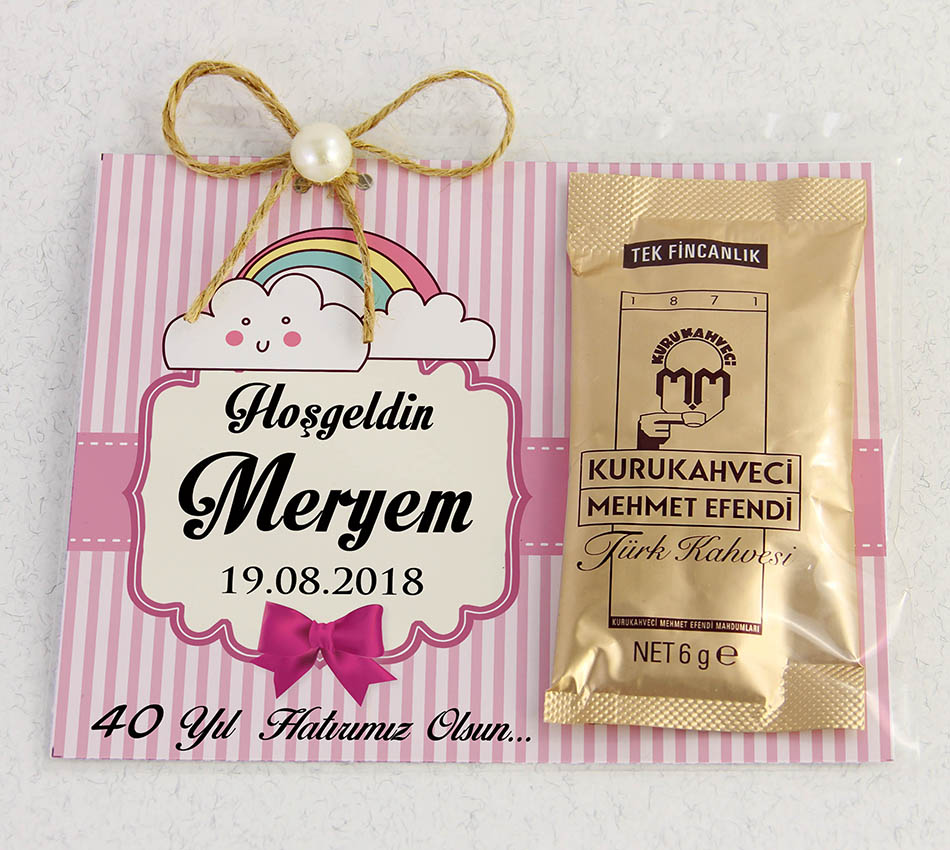 Hoşgeldin
Meryem
19.08.2018
40 Yıl Hatırımız Olsun...
TEK FİNCANLIK
1871
KURUKAHVECİ
MM
KURUKAHVECİ
MEHMET EFENDİ
Türk Kahvesi
KURUKAHVECİ MEHMET EFENDİ MAHDUMLARI
NET 6 g e